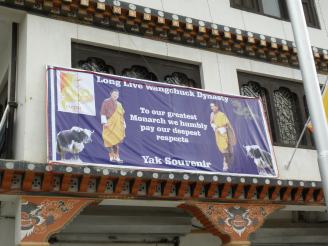 Long Live Wangchuck Dynasty
To our greatest
Monarch we humbly
pay our deepest
respects
Yak Souvenir